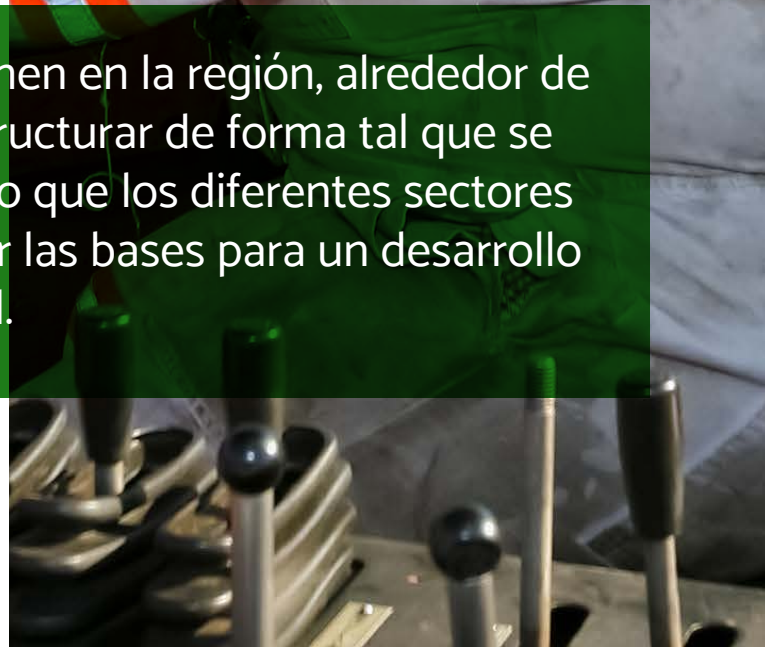 nen en la región, alrededor de
ructurar de forma tal que se
o que los diferentes sectores
r las bases para un desarrollo
l.